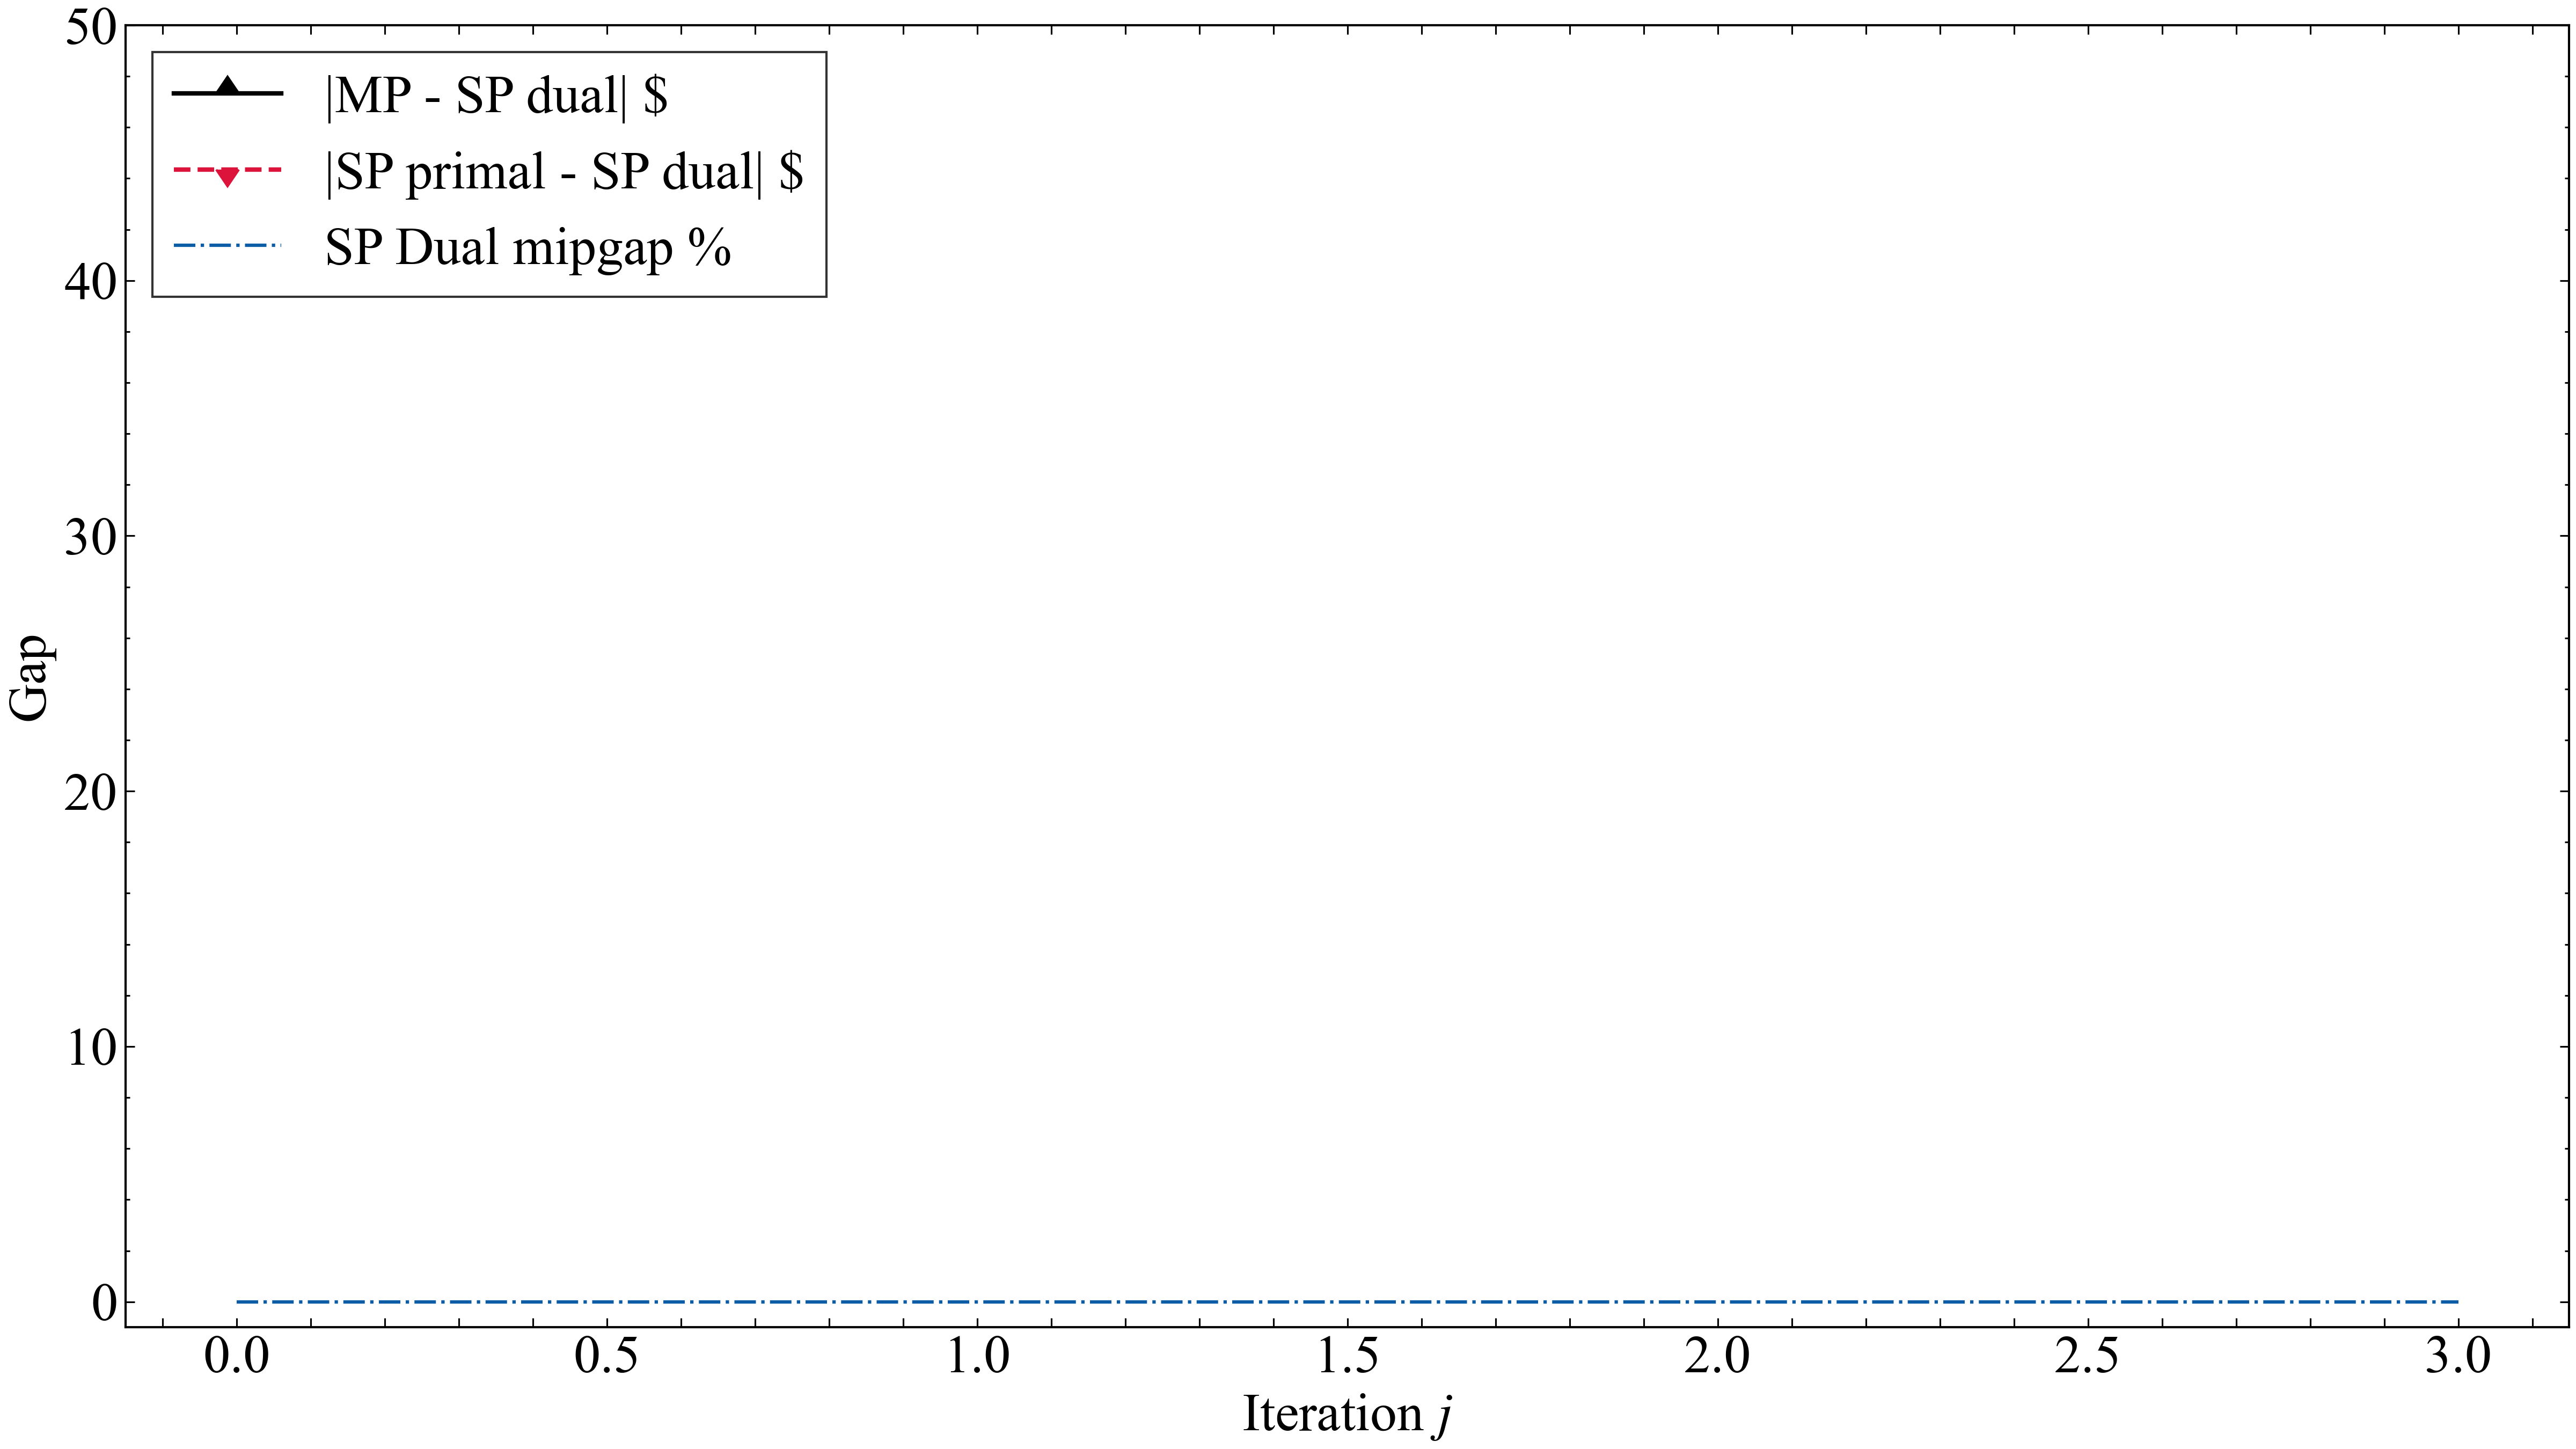 50
|MP - SP dual| $
|SP primal - SP dual| $
SP Dual mipgap %
40
30
Gap
20
10
0
0.0 0.5 1.0 1.5 2.0 2.5 3.0
Iteration j